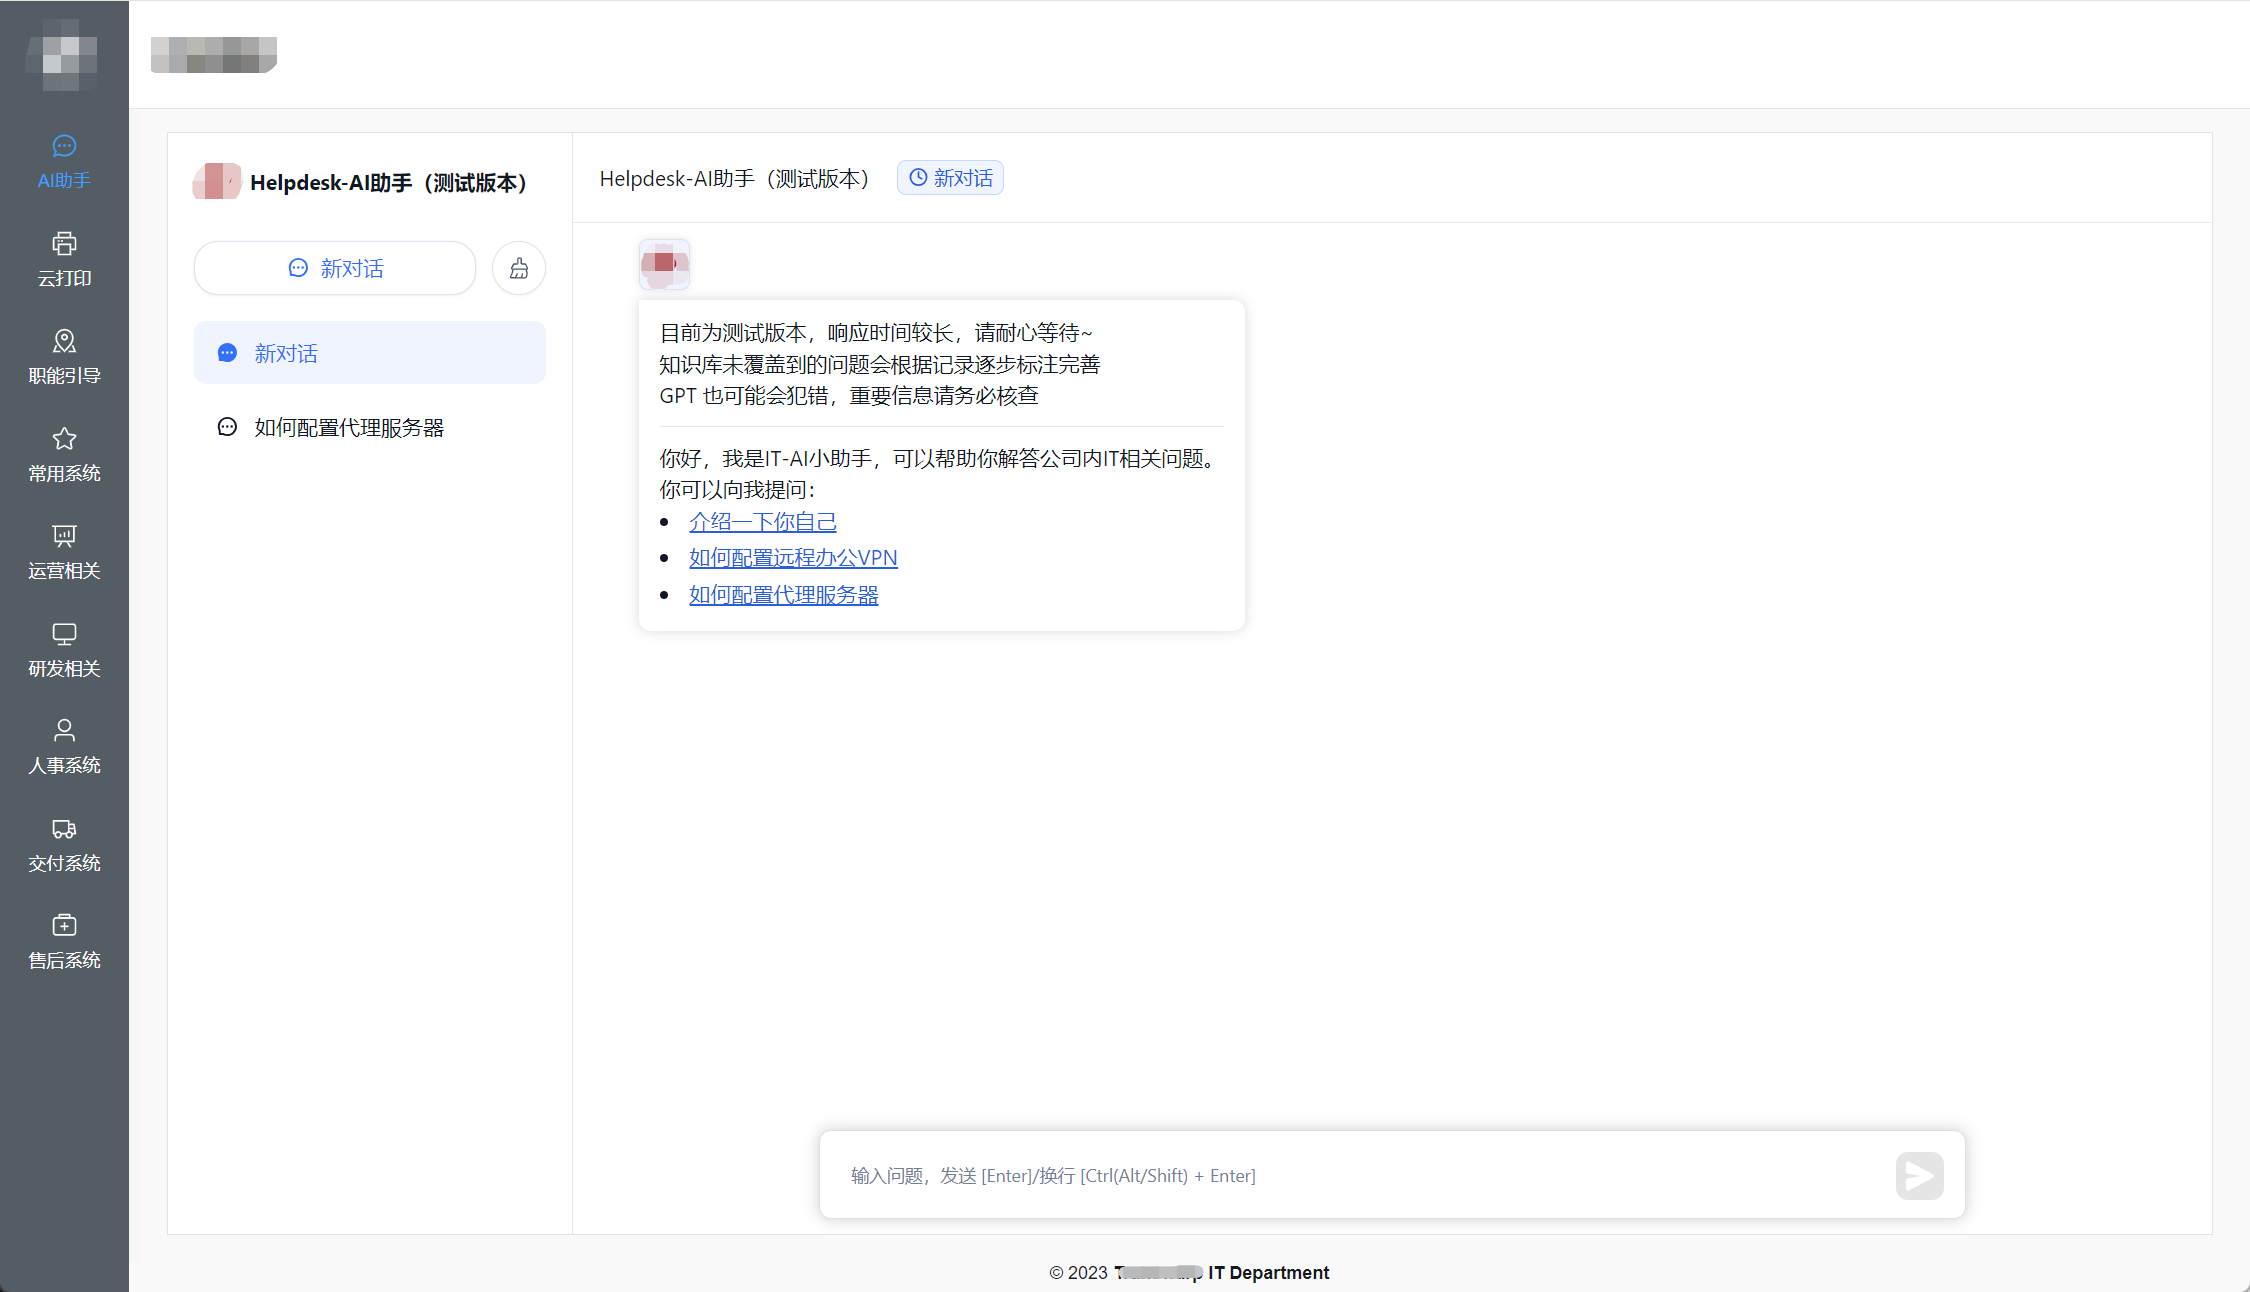 AI助手
云打印
职能引导
常用系统
运营相关
研发相关
人事系统
交付系统
售后系统
Helpdesk-AI助手（测试版本）
新对话
新对话
如何配置代理服务器
Helpdesk-AI助手（测试版本） 新对话
目前为测试版本，响应时间较长，请耐心等待~
知识库未覆盖到的问题会根据记录逐步标注完善
GPT 也可能会犯错，重要信息请务必核查
你好，我是IT-AI小助手，可以帮助你解答公司内IT相关问题。
你可以向我提问：
介绍一下你自己
如何配置远程办公VPN
如何配置代理服务器
输入问题，发送 [Enter]/换行 [Ctrl(Alt/Shift) + Enter]
© 2023 IT Department